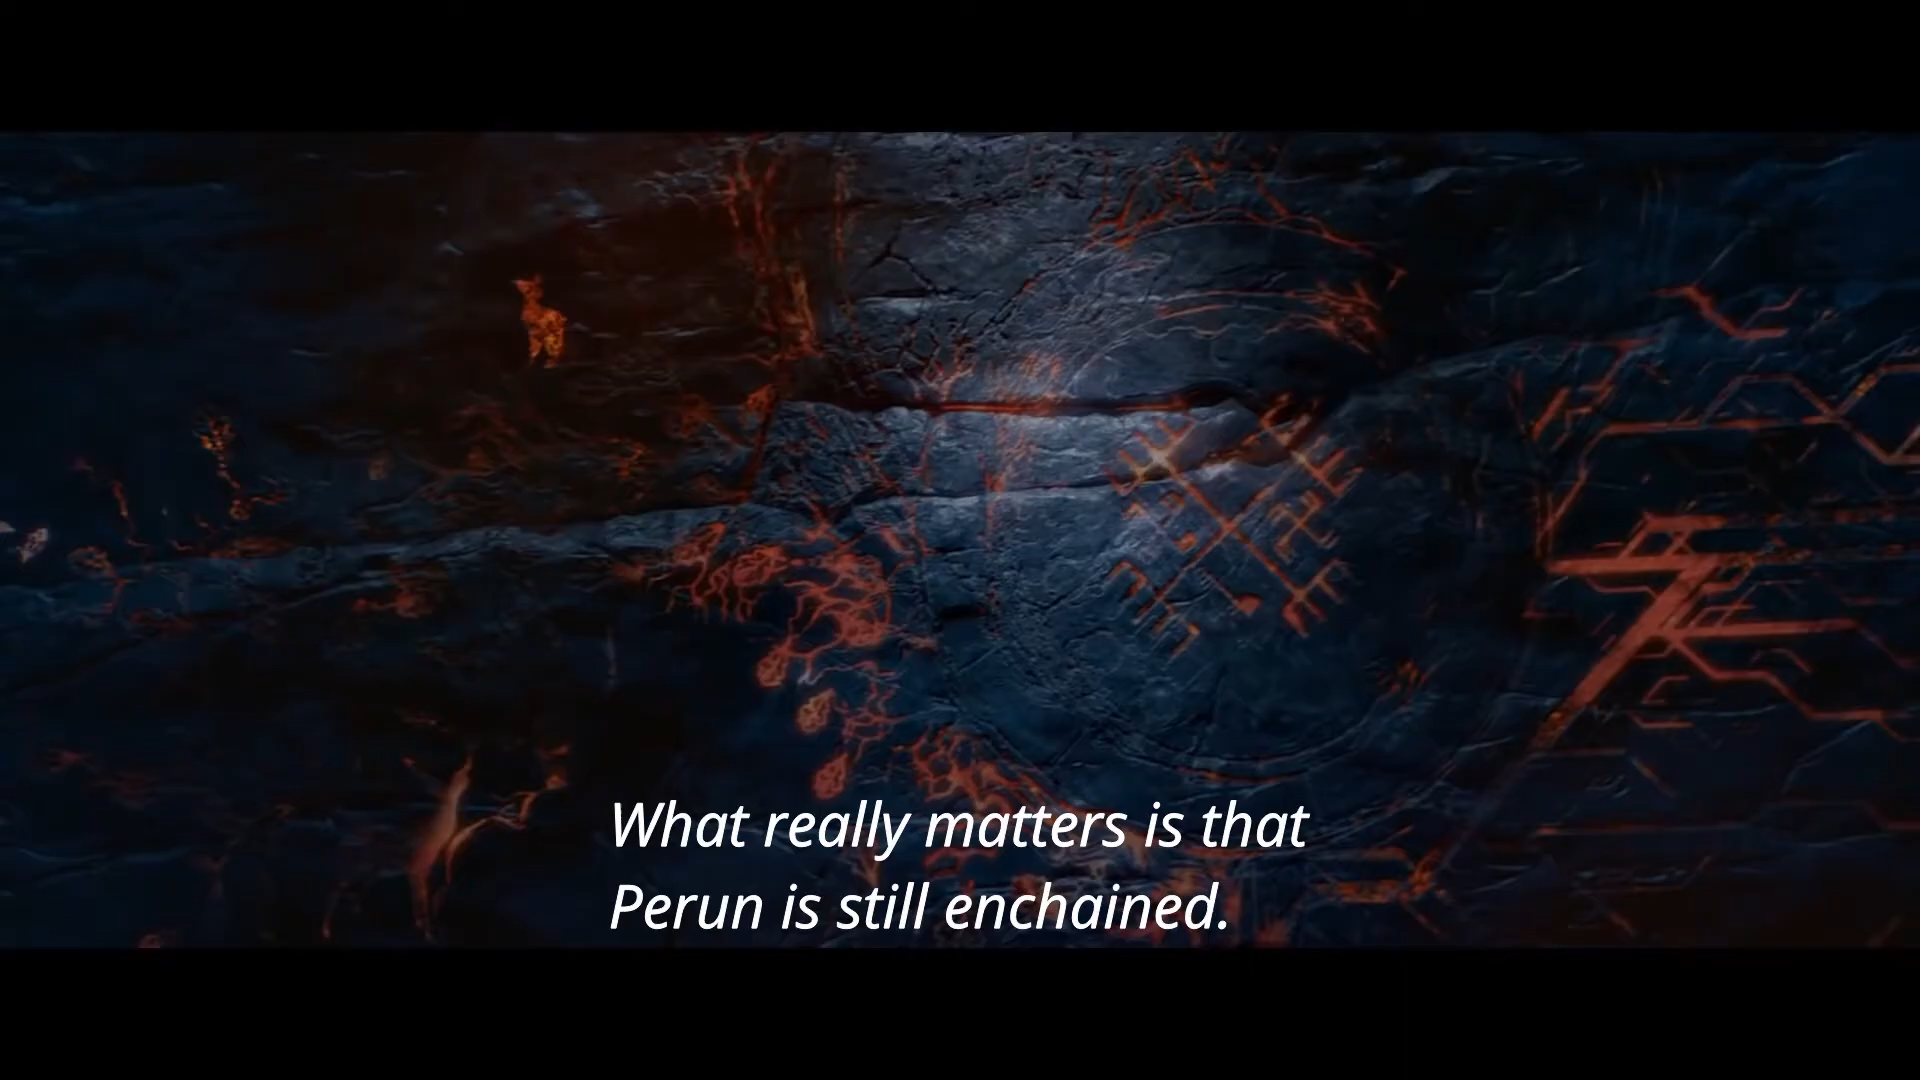 What really matters is that
Perun is still enchained.